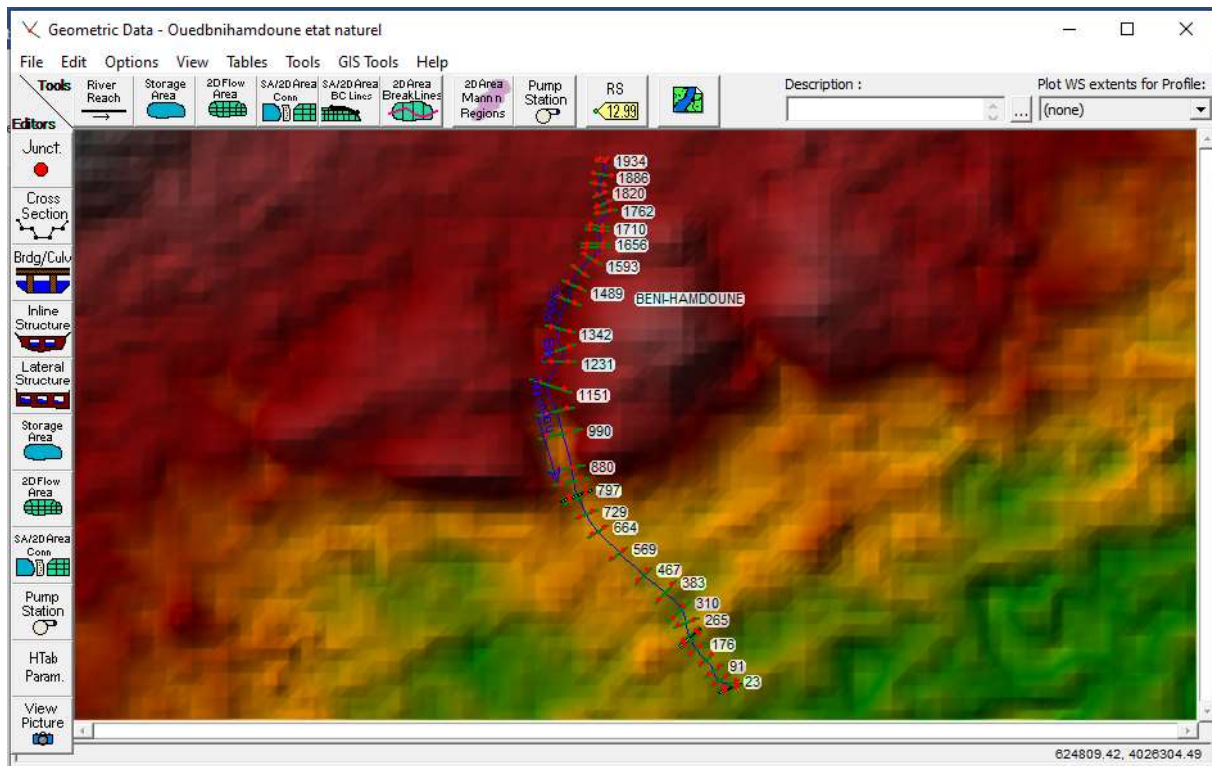 Geometric Data - Ouedbnihamdoune etat naturel
File Edit Options View Tables Tools GIS Tools Help
Tools
Editors
River Reach
Storage Area
2D Flow Area
SA/2D Area Conn
SA/2D Area BC Lines
2D Area BreakLines
2D Area Mann n Regions
Pump Station
RS
12.99
Description :
...
Plot WS extents for Profile:
(none)
Junct.
Cross Section
Brdg/Culv
Inline Structure
Lateral Structure
Storage Area
2D Flow Area
SA/2D Area Conn
Pump Station
HTab Param.
View Picture
1934
1886
1820
1762
1710
1656
1593
1489
BENI-HAMDOUNE
1342
1231
1151
990
880
797
729
664
569
467
383
310
265
176
91
23
624809.42, 4026304.49